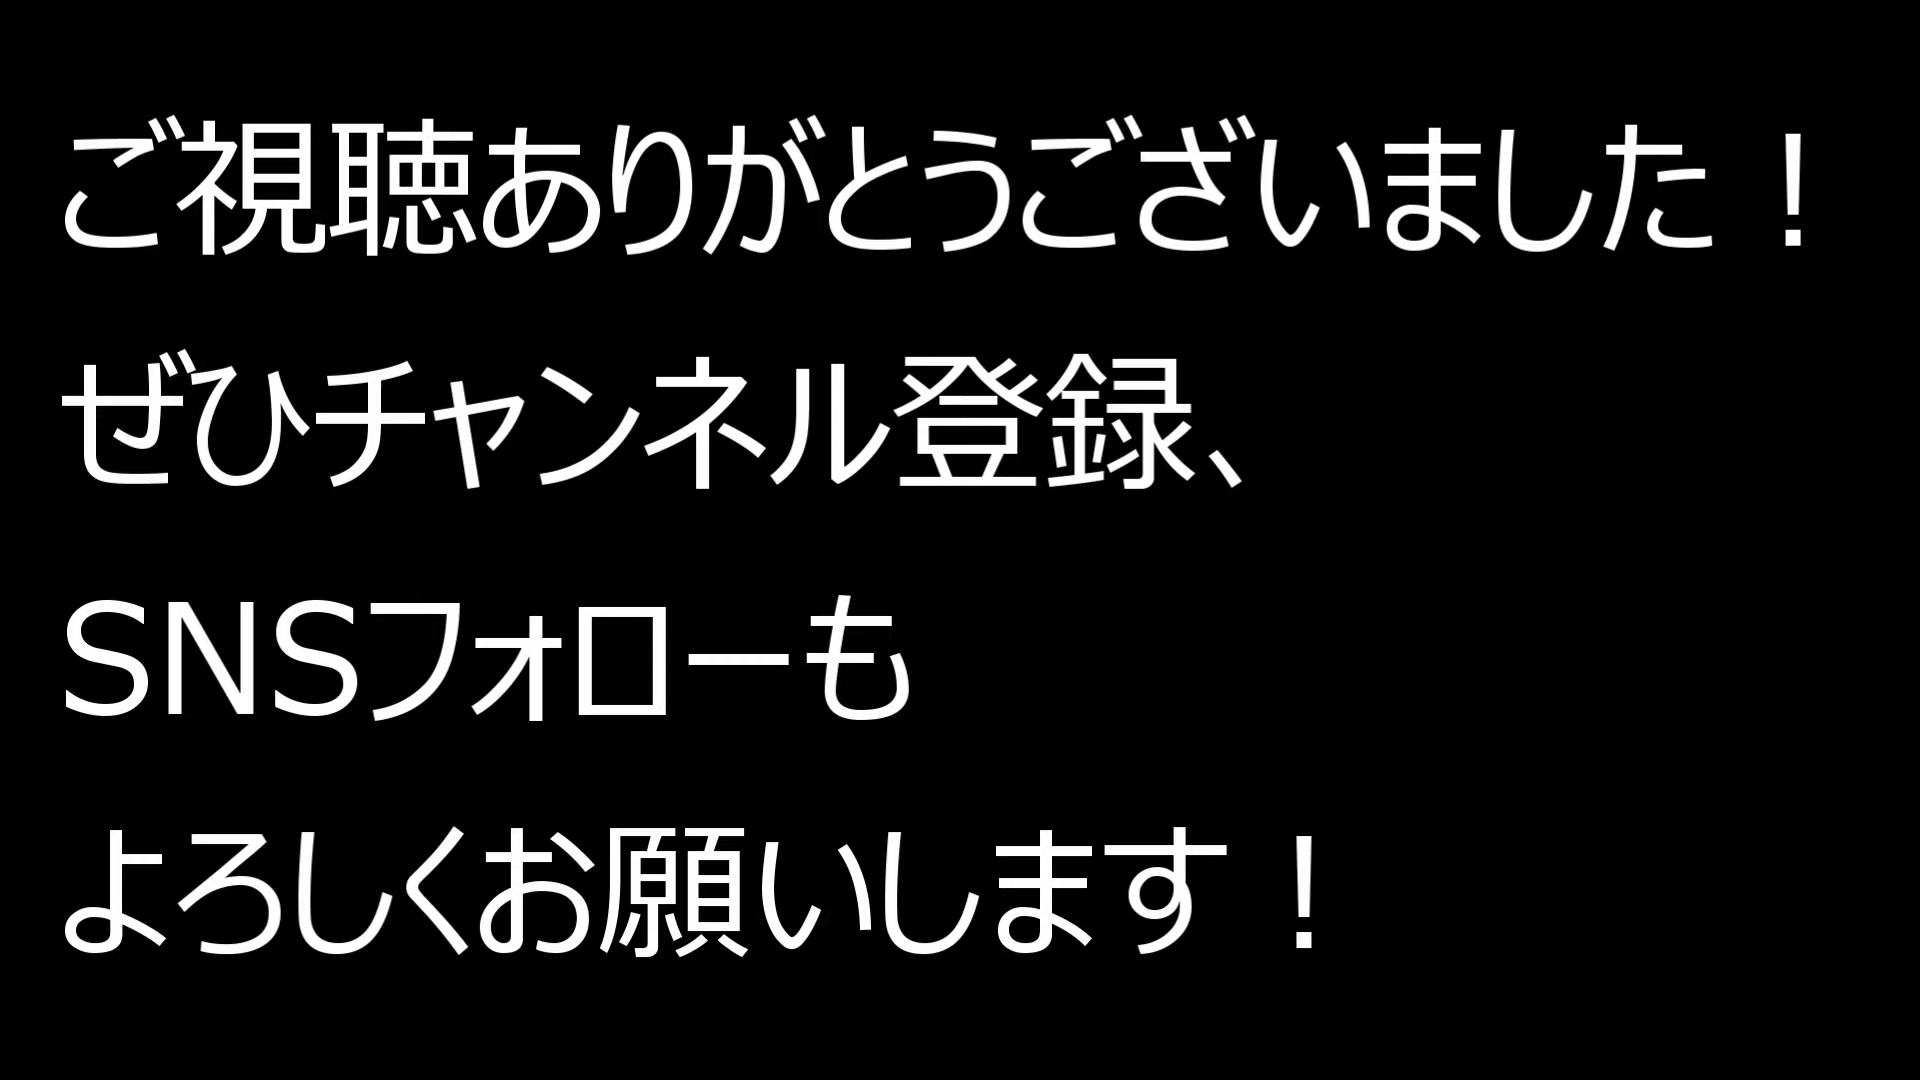 ご視聴ありがとうございました！
ぜひチャンネル登録、
SNSフォローも
よろしくお願いします！